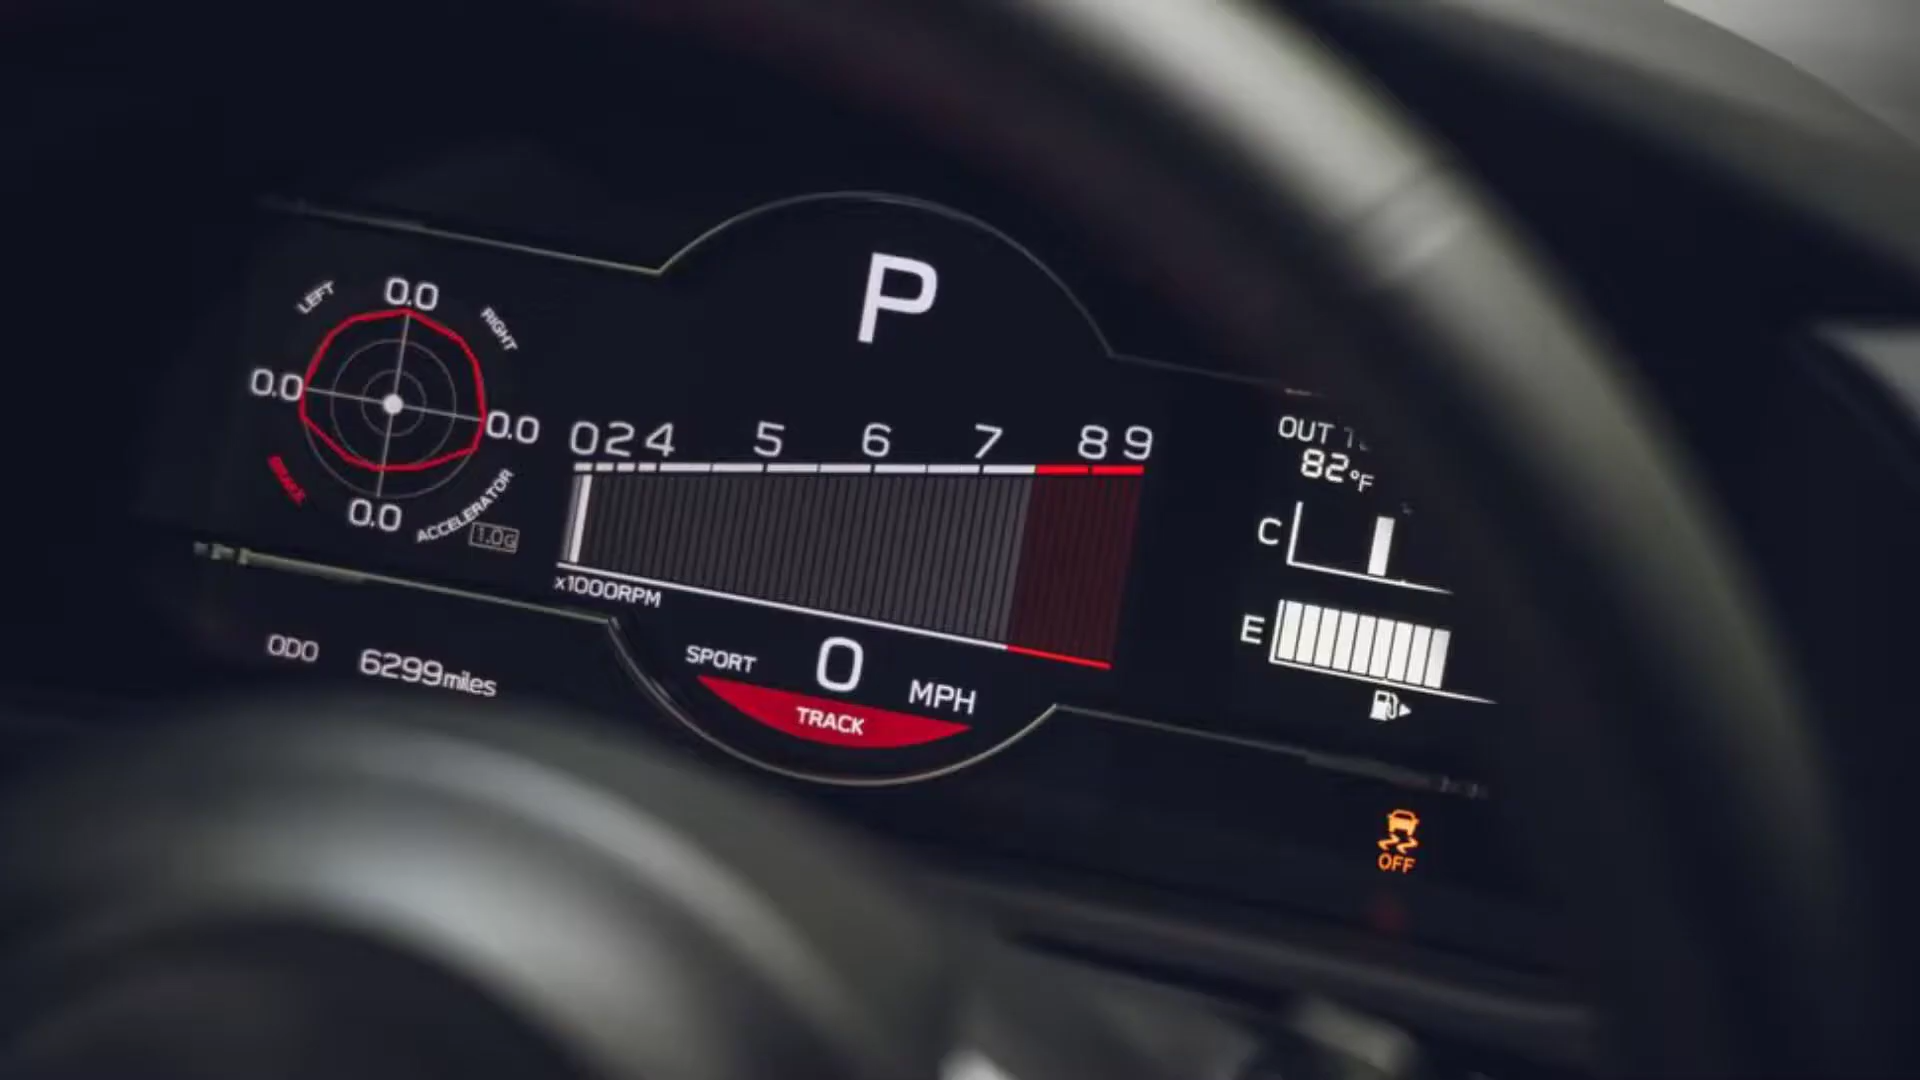 P
LEFT
0.0
RIGHT
0.0
0.0
BRAKE
0.0
ACCELERATOR
1.0G
0 2 4 5 6 7 8 9
x1000RPM
OUT
82°F
C
E
ODO 6299miles
SPORT 0 MPH
TRACK
OFF